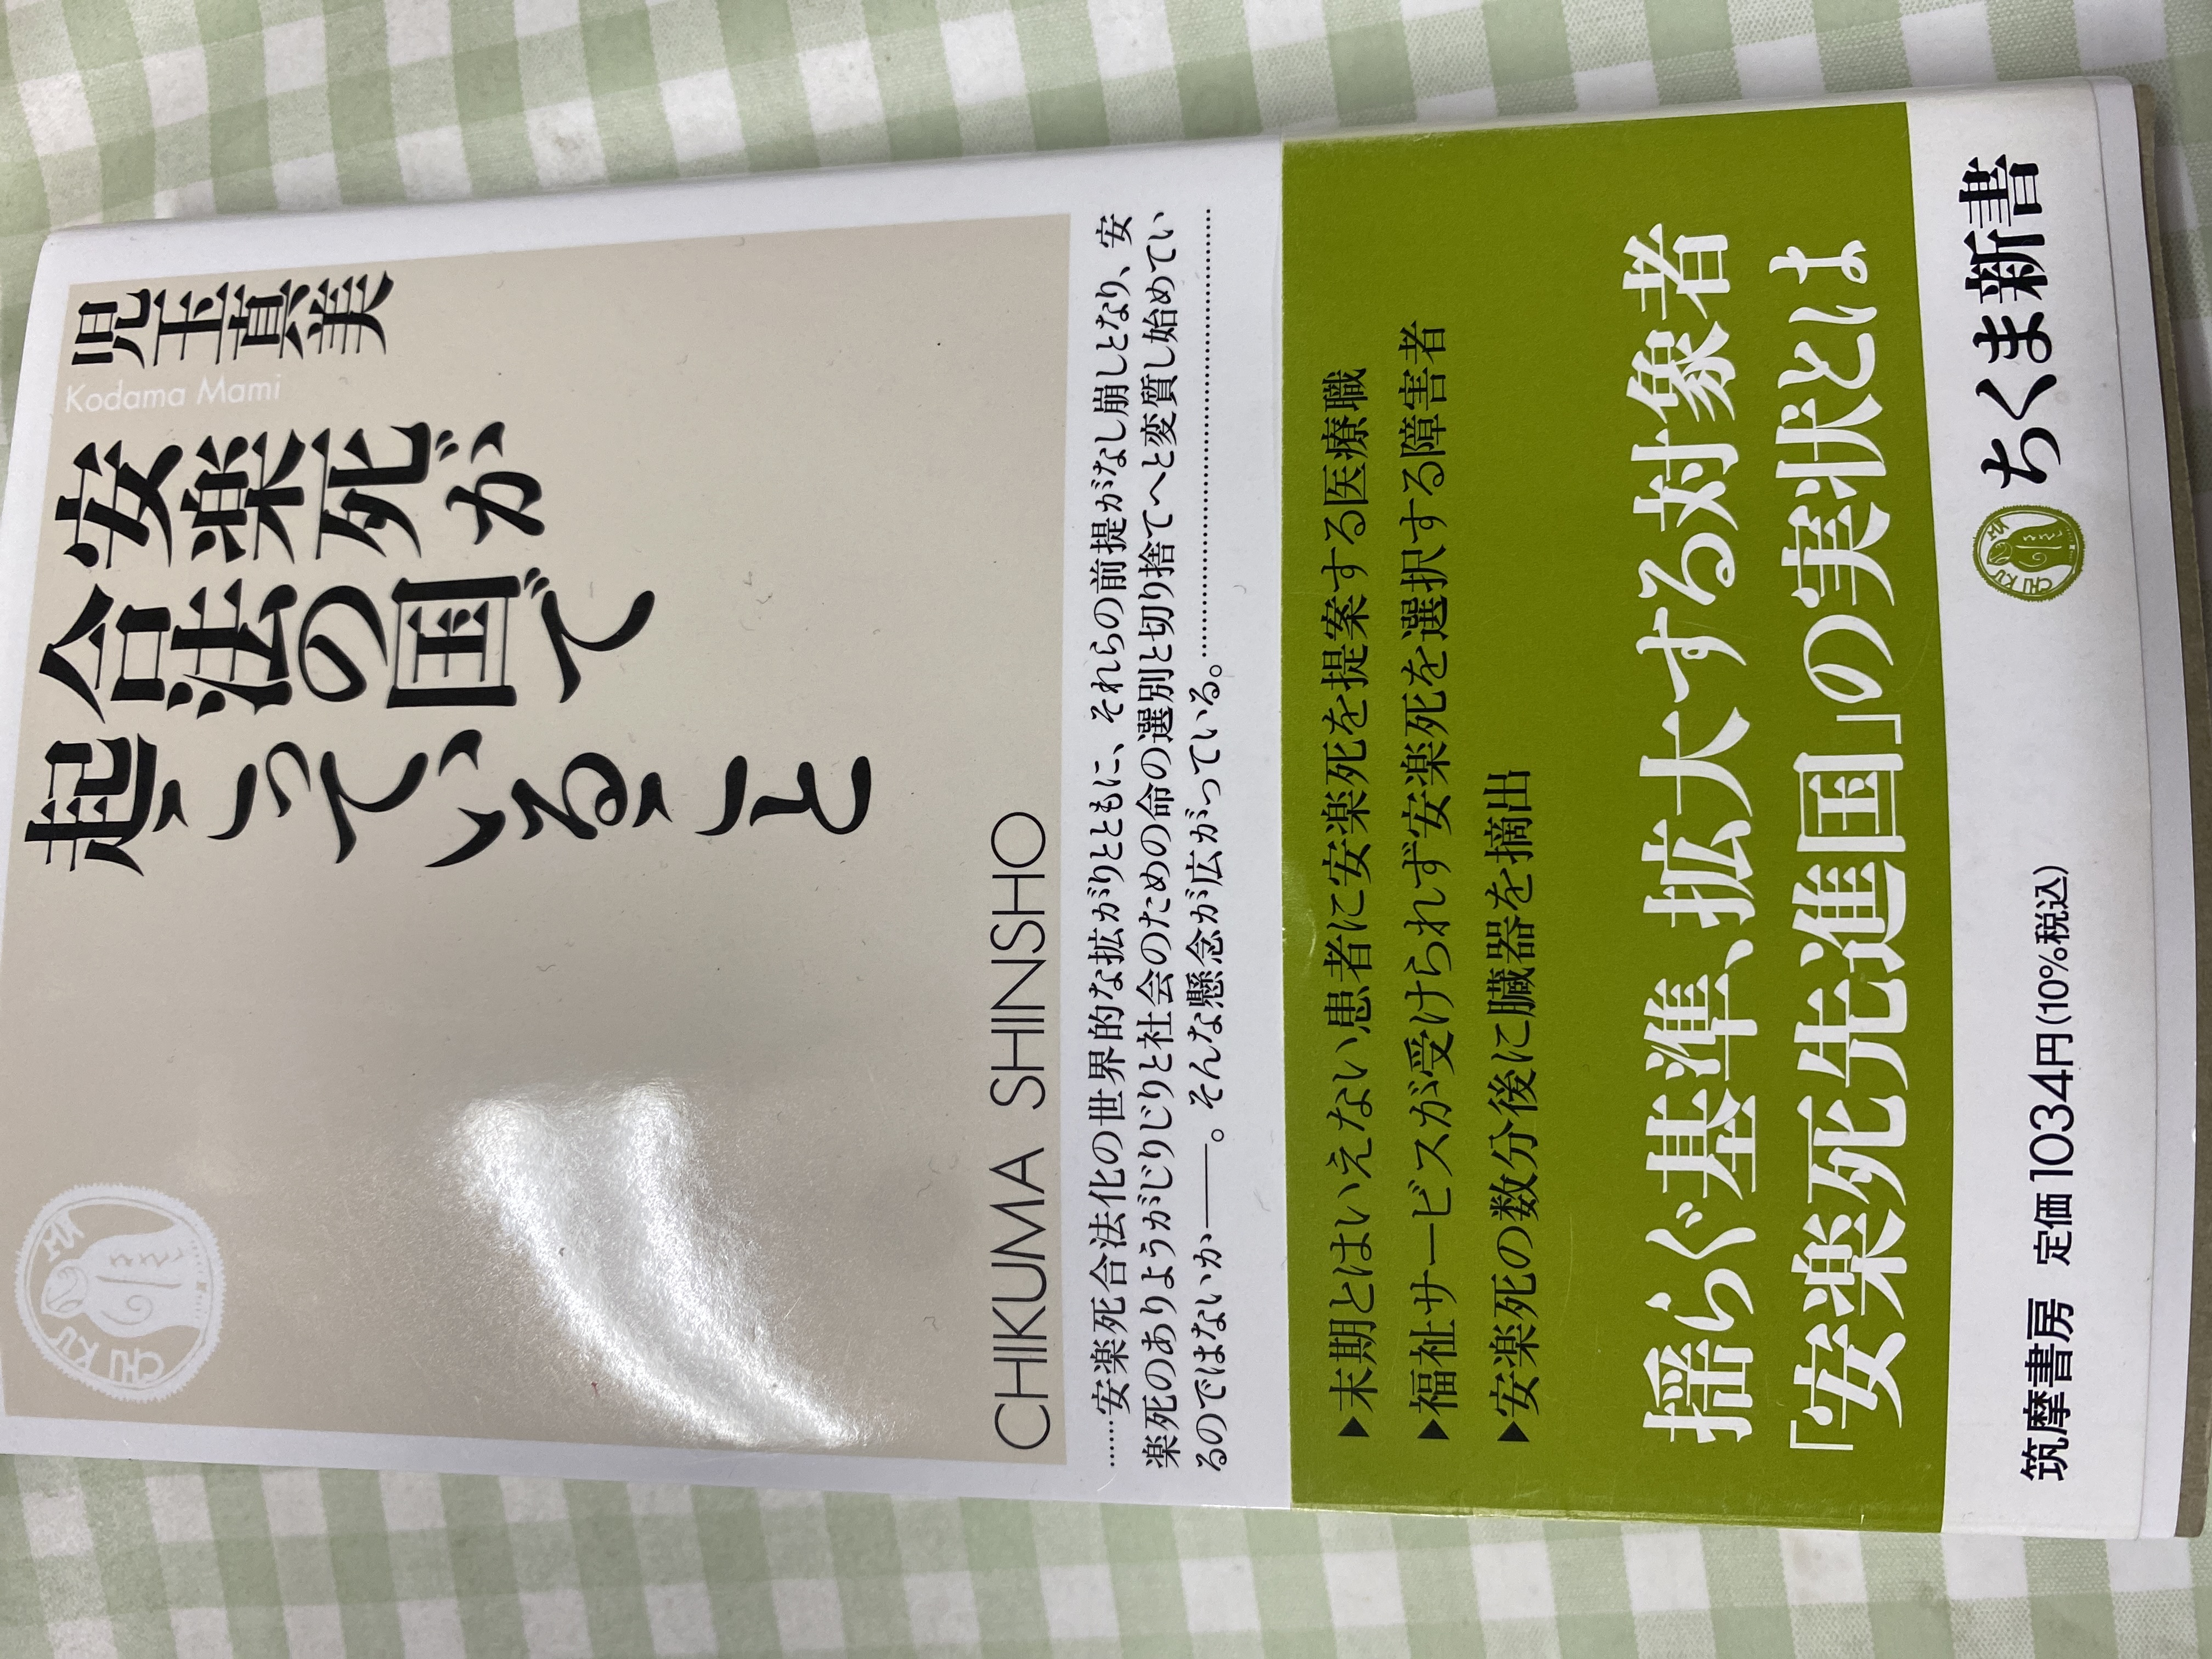 児玉真美
Kodama Mami
安楽死が
合法の国で
起こっていること
CHIKUMA SHINSHO
……安楽死合法化の世界的な拡がりとともに、それらの前提がなし崩しとなり、安
楽死のありようがじりじりと社会のための命の選別と切り捨てへと変質し始めてい
るのではないか――。そんな懸念が広がっている。……………………
▶末期とはいえない患者に安楽死を提案する医療職
▶福祉サービスが受けられず安楽死を選択する障害者
▶安楽死の数分後に臓器を摘出
揺らぐ基準、拡大する対象者
「安楽死先進国」の実状とは
ちくま新書
筑摩書房 定価1034円(10%税込)